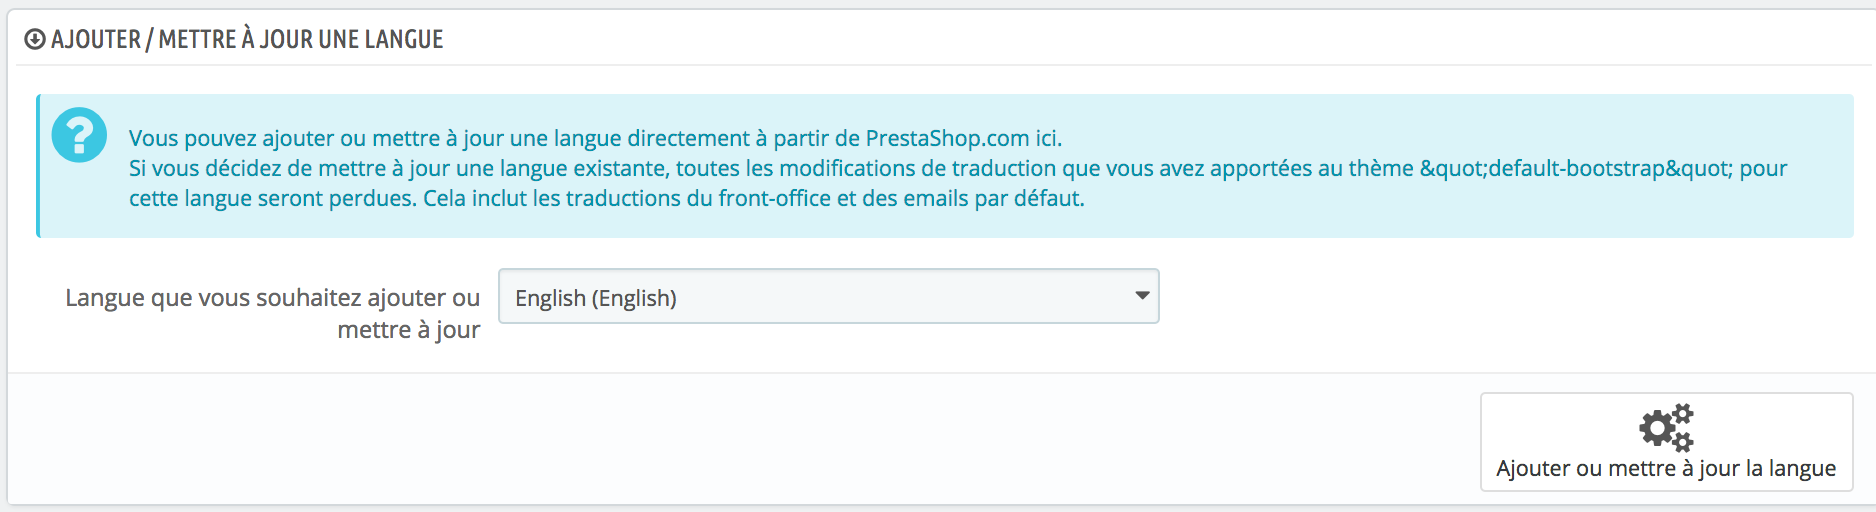 AJOUTER / METTRE À JOUR UNE LANGUE
Vous pouvez ajouter ou mettre à jour une langue directement à partir de PrestaShop.com ici.
Si vous décidez de mettre à jour une langue existante, toutes les modifications de traduction que vous avez apportées au thème &quot;default-bootstrap&quot; pour
cette langue seront perdues. Cela inclut les traductions du front-office et des emails par défaut.
Langue que vous souhaitez ajouter ou
mettre à jour
English (English)
Ajouter ou mettre à jour la langue